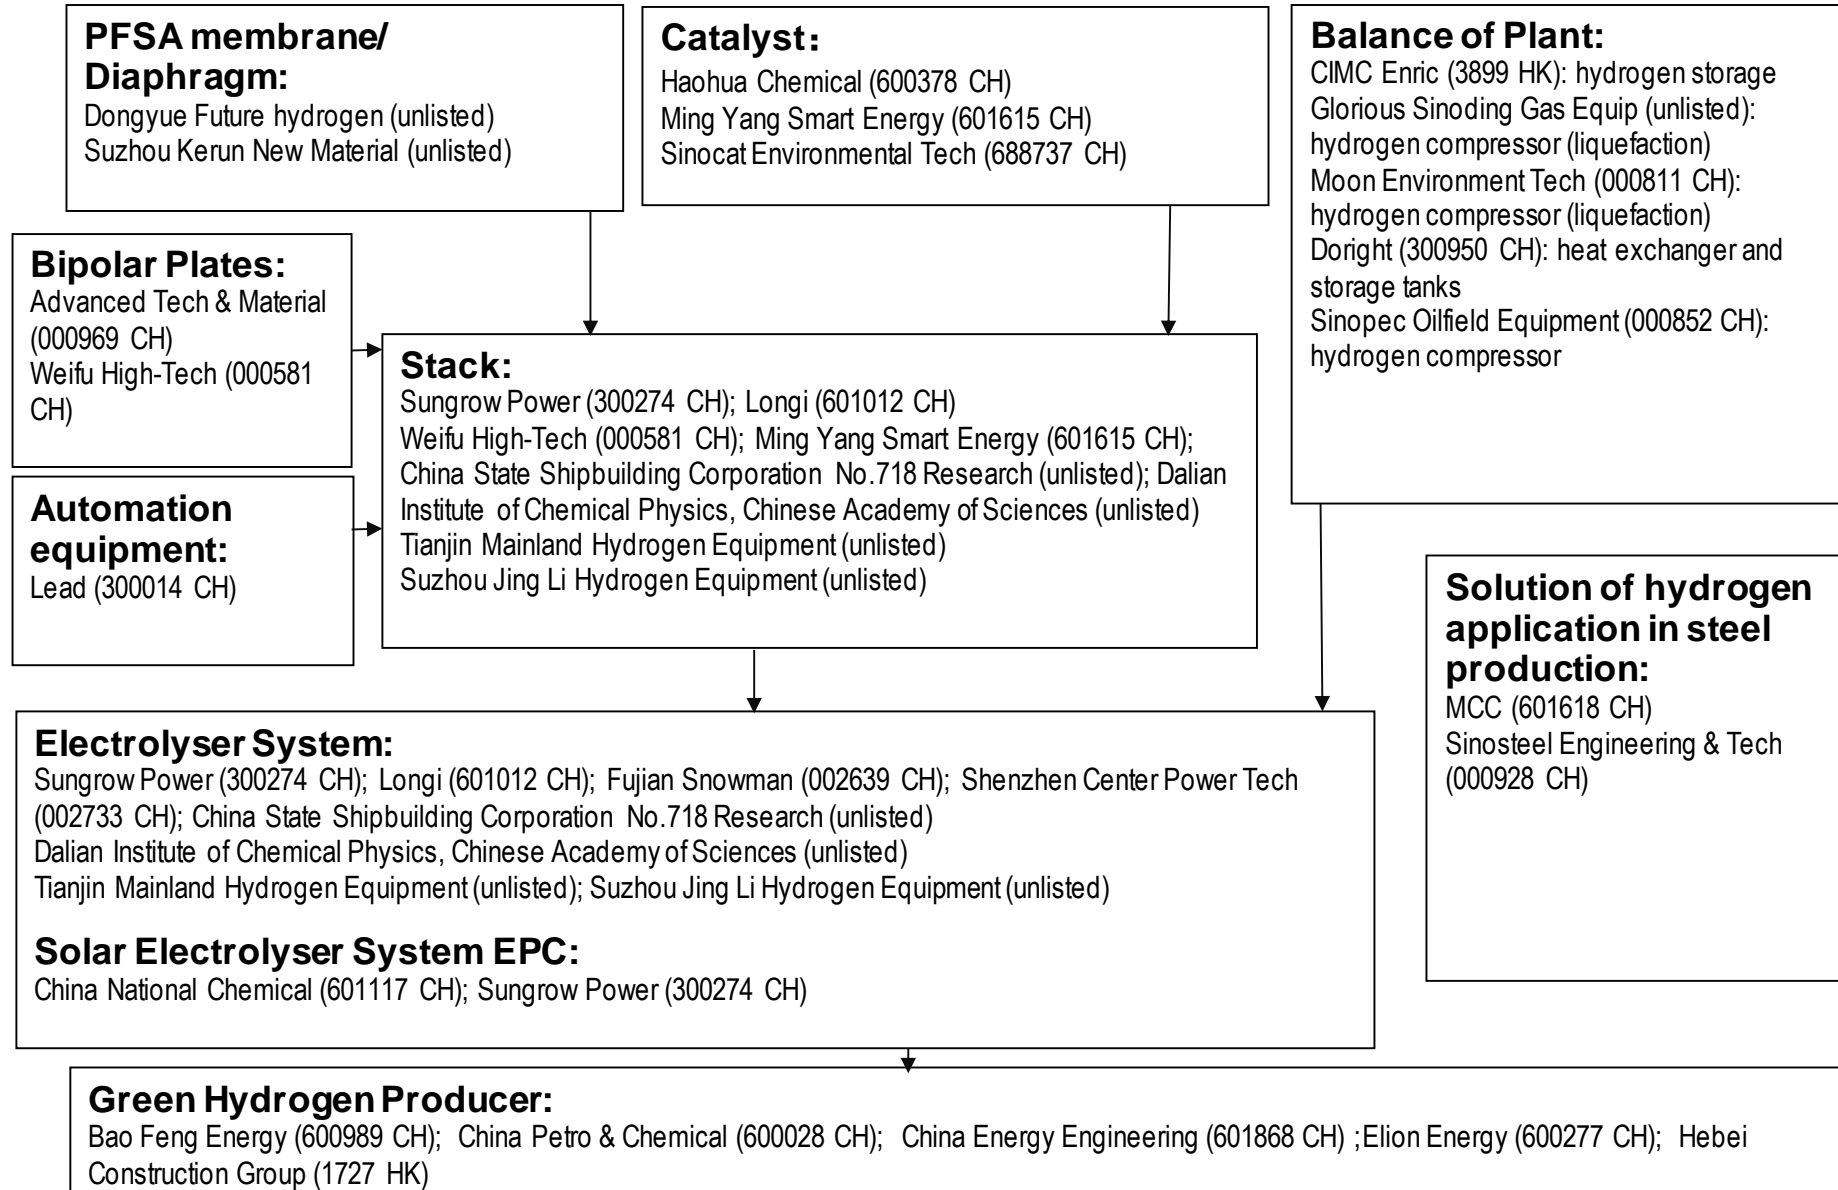 PFSA membrane/
Diaphragm:
Dongyue Future hydrogen (unlisted)
Suzhou Kerun New Material (unlisted)
Catalyst:
Haohua Chemical (600378 CH)
Ming Yang Smart Energy (601615 CH)
Sinocat Environmental Tech (688737 CH)
Balance of Plant:
CIMC Enric (3899 HK): hydrogen storage
Glorious Sinoding Gas Equip (unlisted):
hydrogen compressor (liquefaction)
Moon Environment Tech (000811 CH):
hydrogen compressor (liquefaction)
Doright (300950 CH): heat exchanger and
storage tanks
Sinopec Oilfield Equipment (000852 CH):
hydrogen compressor
Bipolar Plates:
Advanced Tech & Material
(000969 CH)
Weifu High-Tech (000581
CH)
Automation
equipment:
Lead (300014 CH)
Stack:
Sungrow Power (300274 CH); Longi (601012 CH)
Weifu High-Tech (000581 CH); Ming Yang Smart Energy (601615 CH);
China State Shipbuilding Corporation No.718 Research (unlisted); Dalian
Institute of Chemical Physics, Chinese Academy of Sciences (unlisted)
Tianjin Mainland Hydrogen Equipment (unlisted)
Suzhou Jing Li Hydrogen Equipment (unlisted)
Solution of hydrogen
application in steel
production:
MCC (601618 CH)
Sinosteel Engineering & Tech
(000928 CH)
Electrolyser System:
Sungrow Power (300274 CH); Longi (601012 CH); Fujian Snowman (002639 CH); Shenzhen Center Power Tech
(002733 CH); China State Shipbuilding Corporation No.718 Research (unlisted)
Dalian Institute of Chemical Physics, Chinese Academy of Sciences (unlisted)
Tianjin Mainland Hydrogen Equipment (unlisted); Suzhou Jing Li Hydrogen Equipment (unlisted)
Solar Electrolyser System EPC:
China National Chemical (601117 CH); Sungrow Power (300274 CH)
Green Hydrogen Producer:
Bao Feng Energy (600989 CH); China Petro & Chemical (600028 CH); China Energy Engineering (601868 CH) ;Elion Energy (600277 CH); Hebei
Construction Group (1727 HK)